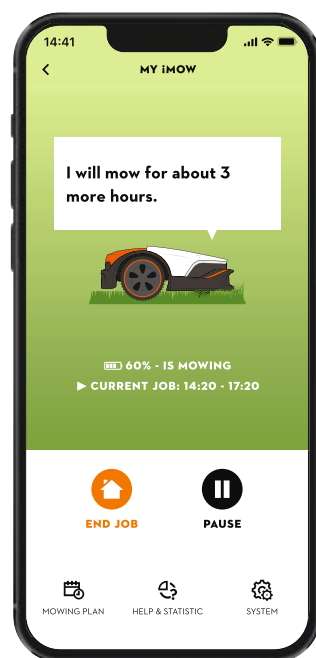 14:41
MY iMOW
I will mow for about 3
more hours.
60% - IS MOWING
CURRENT JOB: 14:20 - 17:20
END JOB
PAUSE
MOWING PLAN
HELP & STATISTIC
SYSTEM